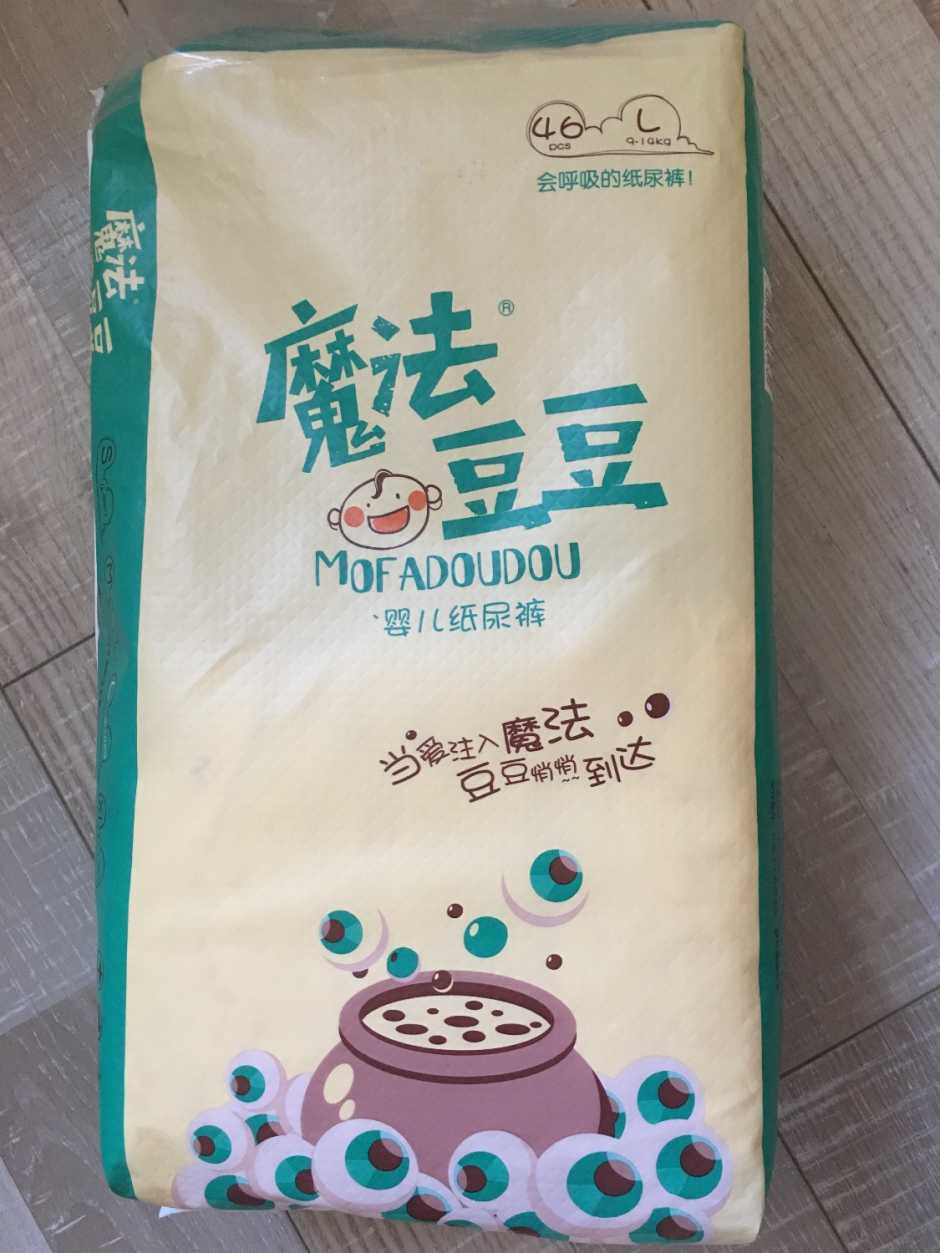 46 L
pcs 9-14kg
会呼吸的纸尿裤!
魔法®
豆豆
MOFADOUDOU
婴儿纸尿裤
当爱注入魔法
豆豆悄悄~~到达
魔法
豆豆
S
M